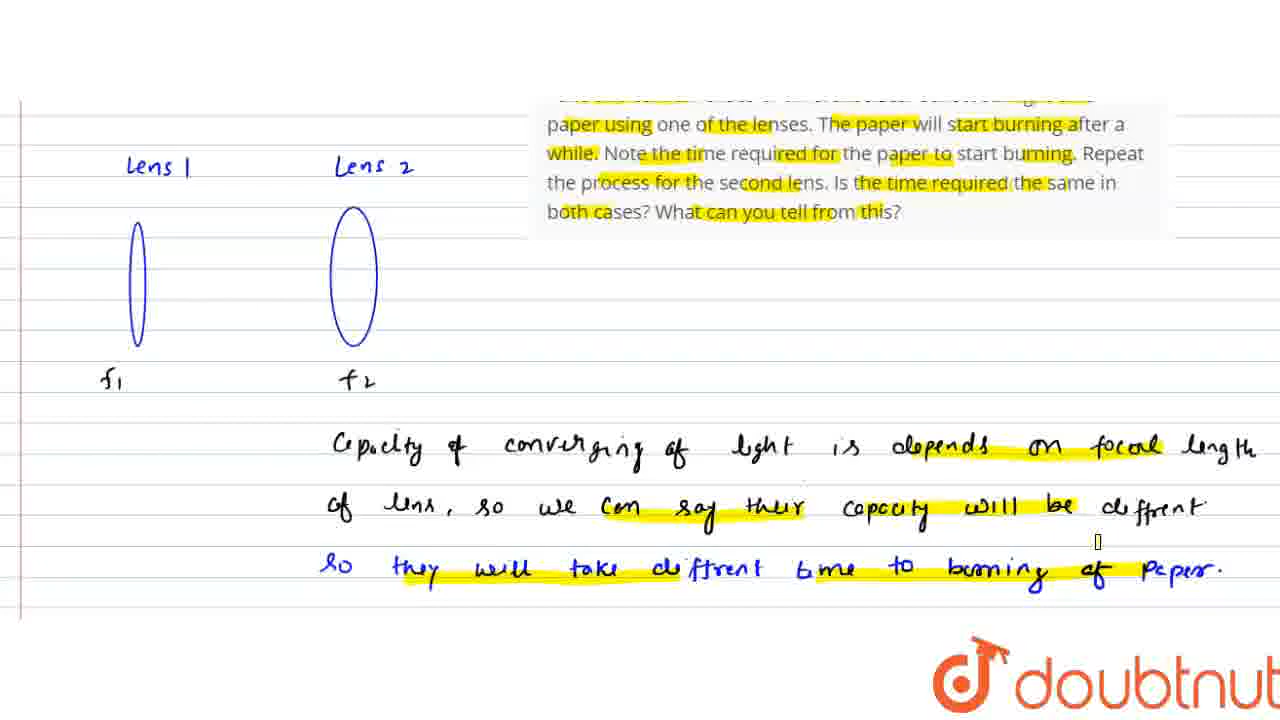 paper using one of the lenses. The paper will start burning after a
while. Note the time required for the paper to start burning. Repeat
the process for the second lens. Is the time required the same in
both cases? What can you tell from this?
Lens 1
Lens 2
f1
f2
Capacity of converging of light is depends on focal length
of lens, so we can say their capacity will be diffrent
so they will take diffrent time to burning of paper.
doubtnut